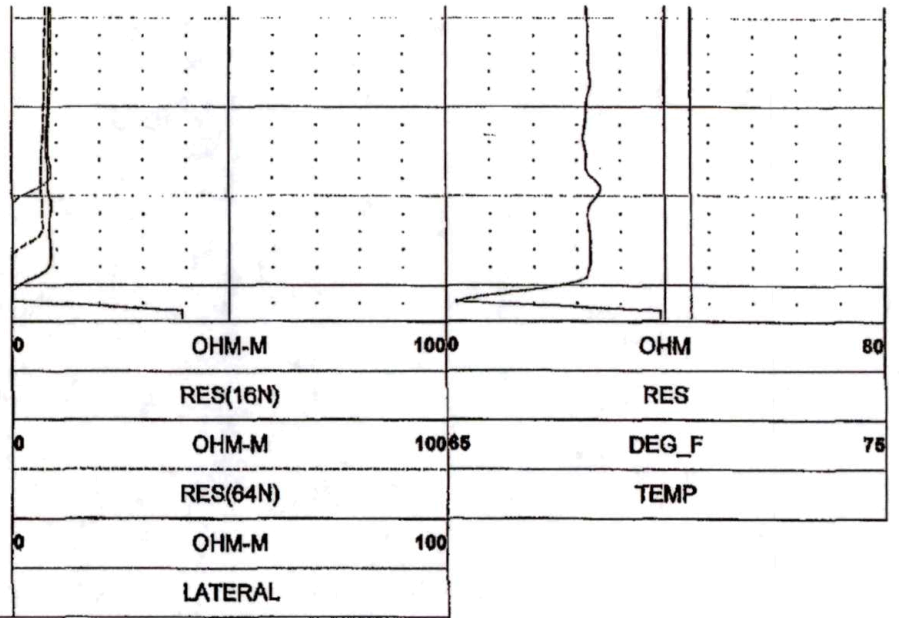 0 OHM-M 100 0 OHM 80
RES(16N) RES
0 OHM-M 100 65 DEG_F 75
RES(64N) TEMP
0 OHM-M 100
LATERAL